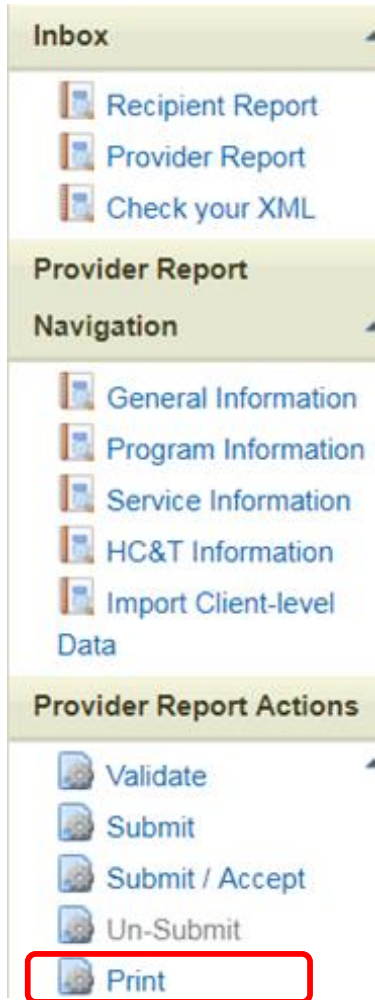 Inbox
Recipient Report
Provider Report
Check your XML
Provider Report
Navigation
General Information
Program Information
Service Information
HC&T Information
Import Client-level
Data
Provider Report Actions
Validate
Submit
Submit / Accept
Un-Submit
Print